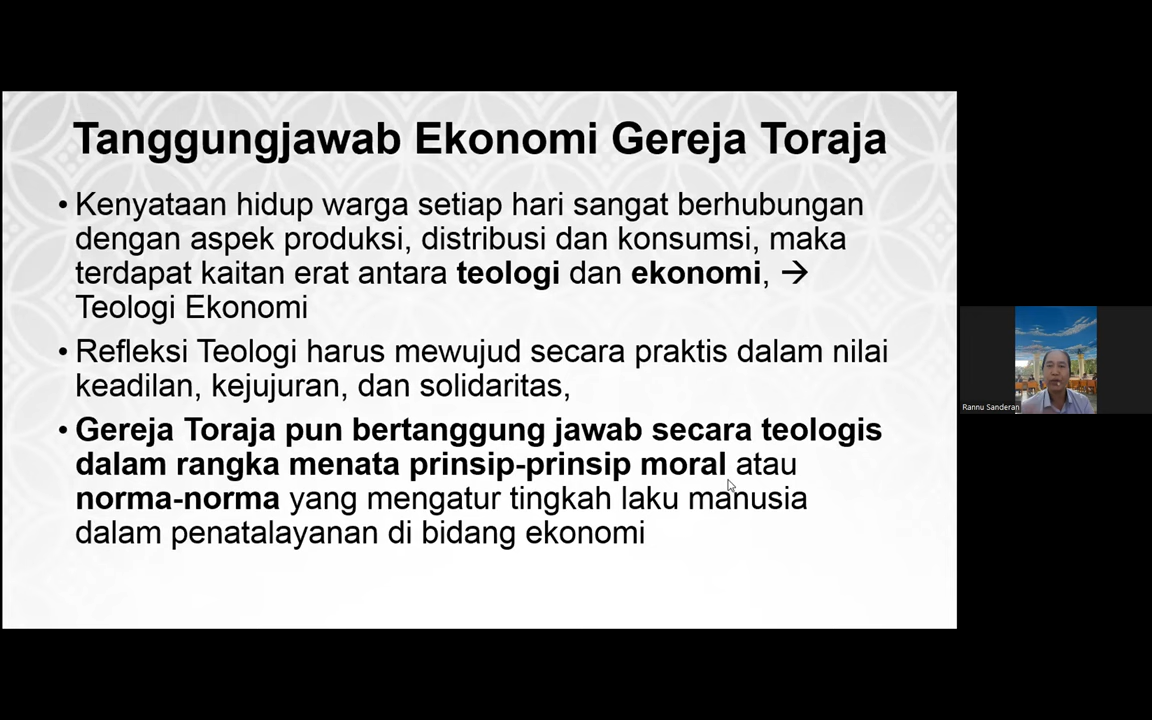 Tanggungjawab Ekonomi Gereja Toraja
• Kenyataan hidup warga setiap hari sangat berhubungan
dengan aspek produksi, distribusi dan konsumsi, maka
terdapat kaitan erat antara teologi dan ekonomi, →
Teologi Ekonomi
• Refleksi Teologi harus mewujud secara praktis dalam nilai
keadilan, kejujuran, dan solidaritas,
• Gereja Toraja pun bertanggung jawab secara teologis
dalam rangka menata prinsip-prinsip moral atau
norma-norma yang mengatur tingkah laku manusia
dalam penatalayanan di bidang ekonomi
Rannu Sanderan